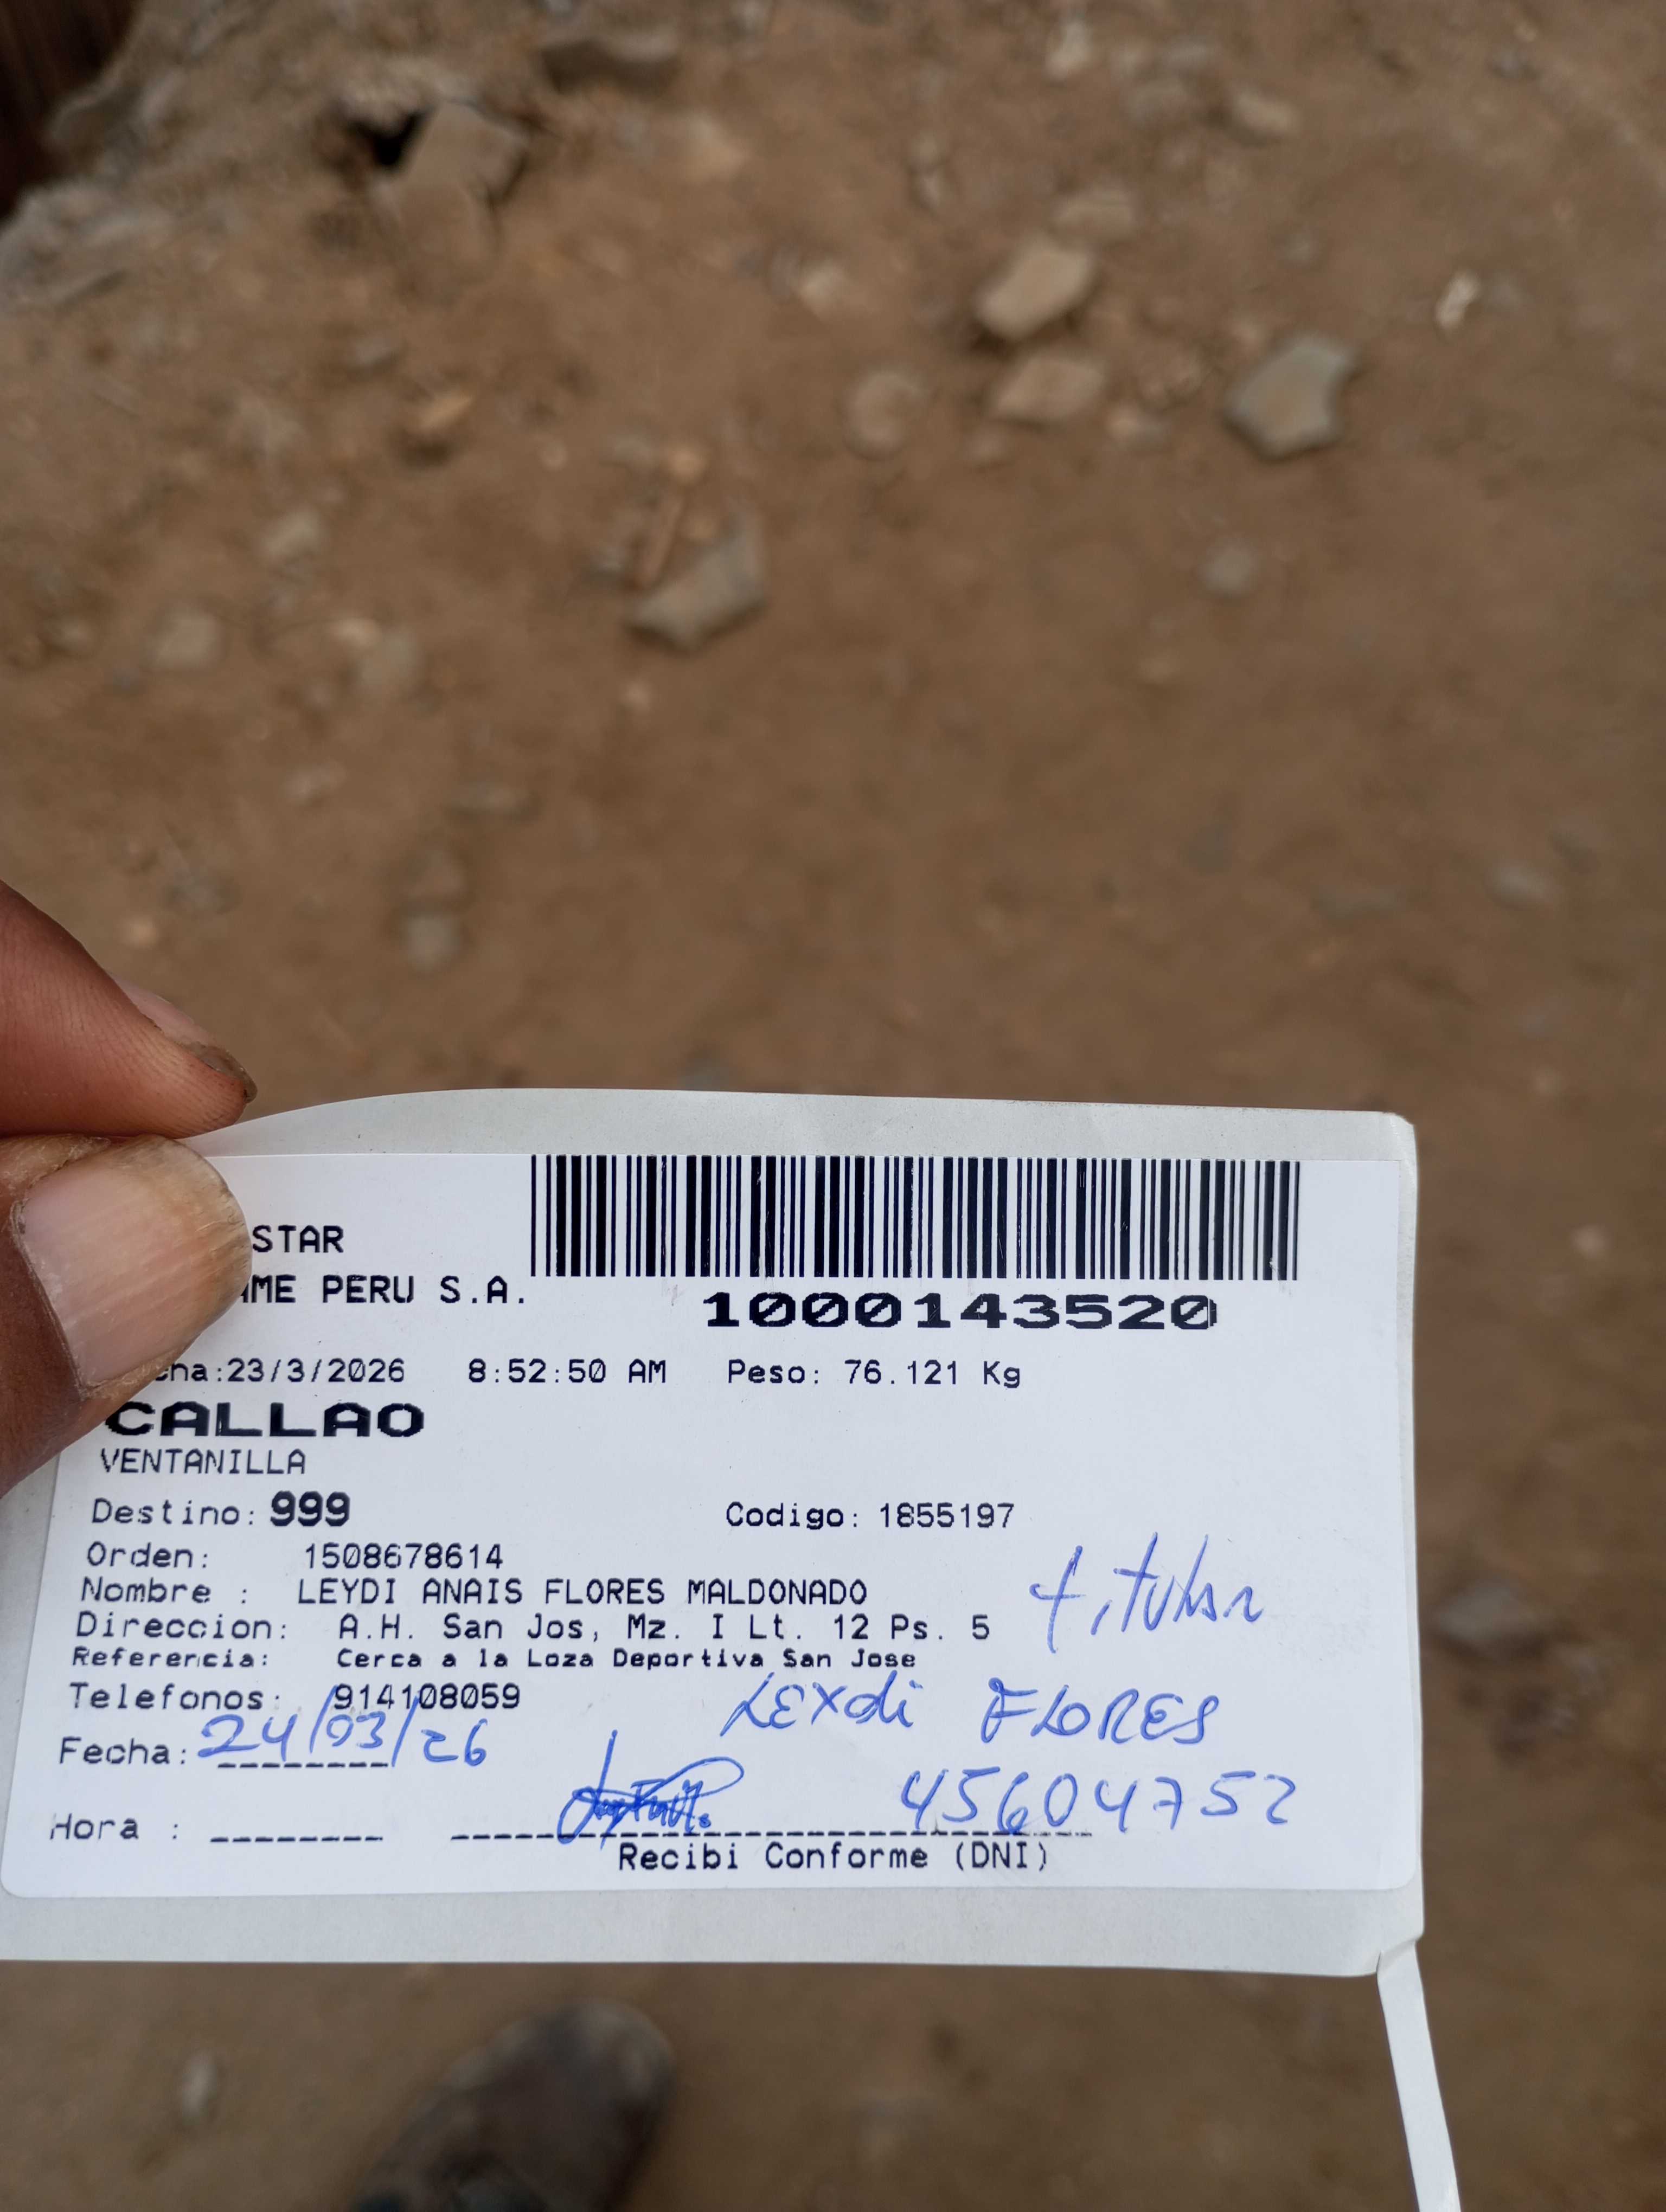 STAR
AME PERU S.A.
1000143520
cha:23/3/2026 8:52:50 AM Peso: 76.121 Kg
CALLAO
VENTANILLA
Destino: 999 Codigo: 1855197
Orden: 1508678614
Nombre : LEYDI ANAIS FLORES MALDONADO
titular
Direccion: A.H. San Jos, Mz. I Lt. 12 Ps. 5
Referencia: Cerca a la Loza Deportiva San Jose
Telefonos: 914108059
LEYdi FLORES
Fecha: 24/03/26
45604752
Hora :
Recibi Conforme (DNI)